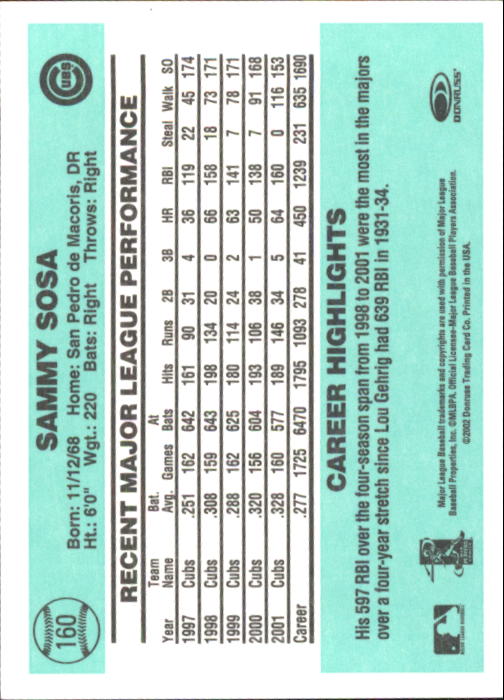 160
SAMMY SOSA
Born: 11/12/68 Home: San Pedro de Macoris, DR
Ht.: 6'0" Wgt.: 220 Bats: Right Throws: Right
CUBS
RECENT MAJOR LEAGUE PERFORMANCE
Team Bat. At
Year Name Avg. Games Bats Hits Runs 2B 3B HR RBI Steal Walk SO
1997 Cubs .251 162 642 161 90 31 4 36 119 22 45 174
1998 Cubs .308 159 643 198 134 20 0 66 158 18 73 171
1999 Cubs .288 162 625 180 114 24 2 63 141 7 78 171
2000 Cubs .320 156 604 193 106 38 1 50 138 7 91 168
2001 Cubs .328 160 577 189 146 34 5 64 160 0 116 153
Career .277 1725 6470 1795 1093 278 41 450 1239 231 635 1690
CAREER HIGHLIGHTS
His 597 RBI over the four-season span from 1998 to 2001 were the most in the majors
over a four-year stretch since Lou Gehrig had 639 RBI in 1931-34.
Major League Baseball trademarks and copyrights are used with permission of Major League
Baseball Properties, Inc. ©MLBPA, Official Licensee-Major League Baseball Players Association.
©2002 Donruss Trading Card Co. Printed in the USA.
DONRUSS